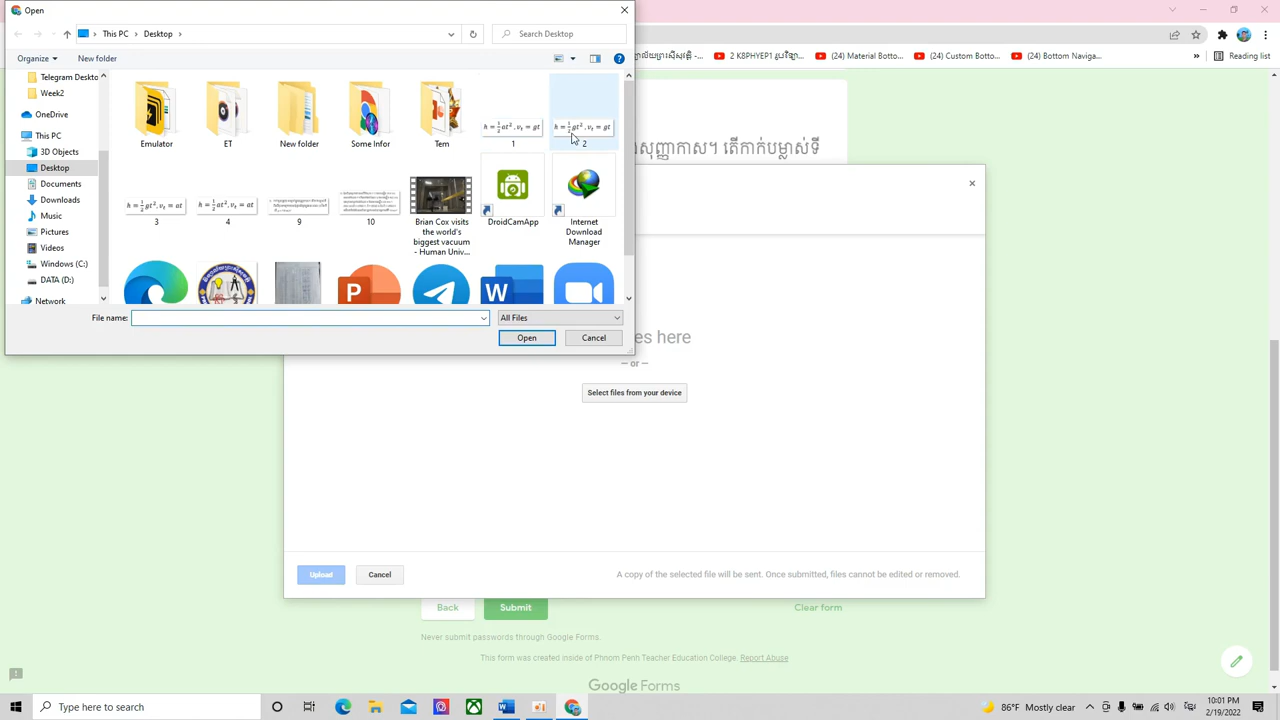 Open
This PC
Desktop
Search Desktop
Organize
New folder
Telegram Deskto
Week2
OneDrive
This PC
3D Objects
Desktop
Documents
Downloads
Music
Pictures
Videos
Windows (C:)
DATA (D:)
Network
Emulator
ET
New folder
Some Infor
Tem
1
2
3
4
9
10
Brian Cox visits
the world's
biggest vacuum
- Human Univ...
DroidCamApp
Internet
Download
Manager
File name:
All Files
Open
Cancel
(24) Material Botto...
(24) Custom Botto...
(24) Bottom Naviga...
Reading list
es here
— or —
Select files from your device
Upload
Cancel
A copy of the selected file will be sent. Once submitted, files cannot be edited or removed.
Back
Submit
Clear form
Never submit passwords through Google Forms.
This form was created inside of Phnom Penh Teacher Education College. Report Abuse
Google Forms
Type here to search
86°F Mostly clear
10:01 PM
2/19/2022